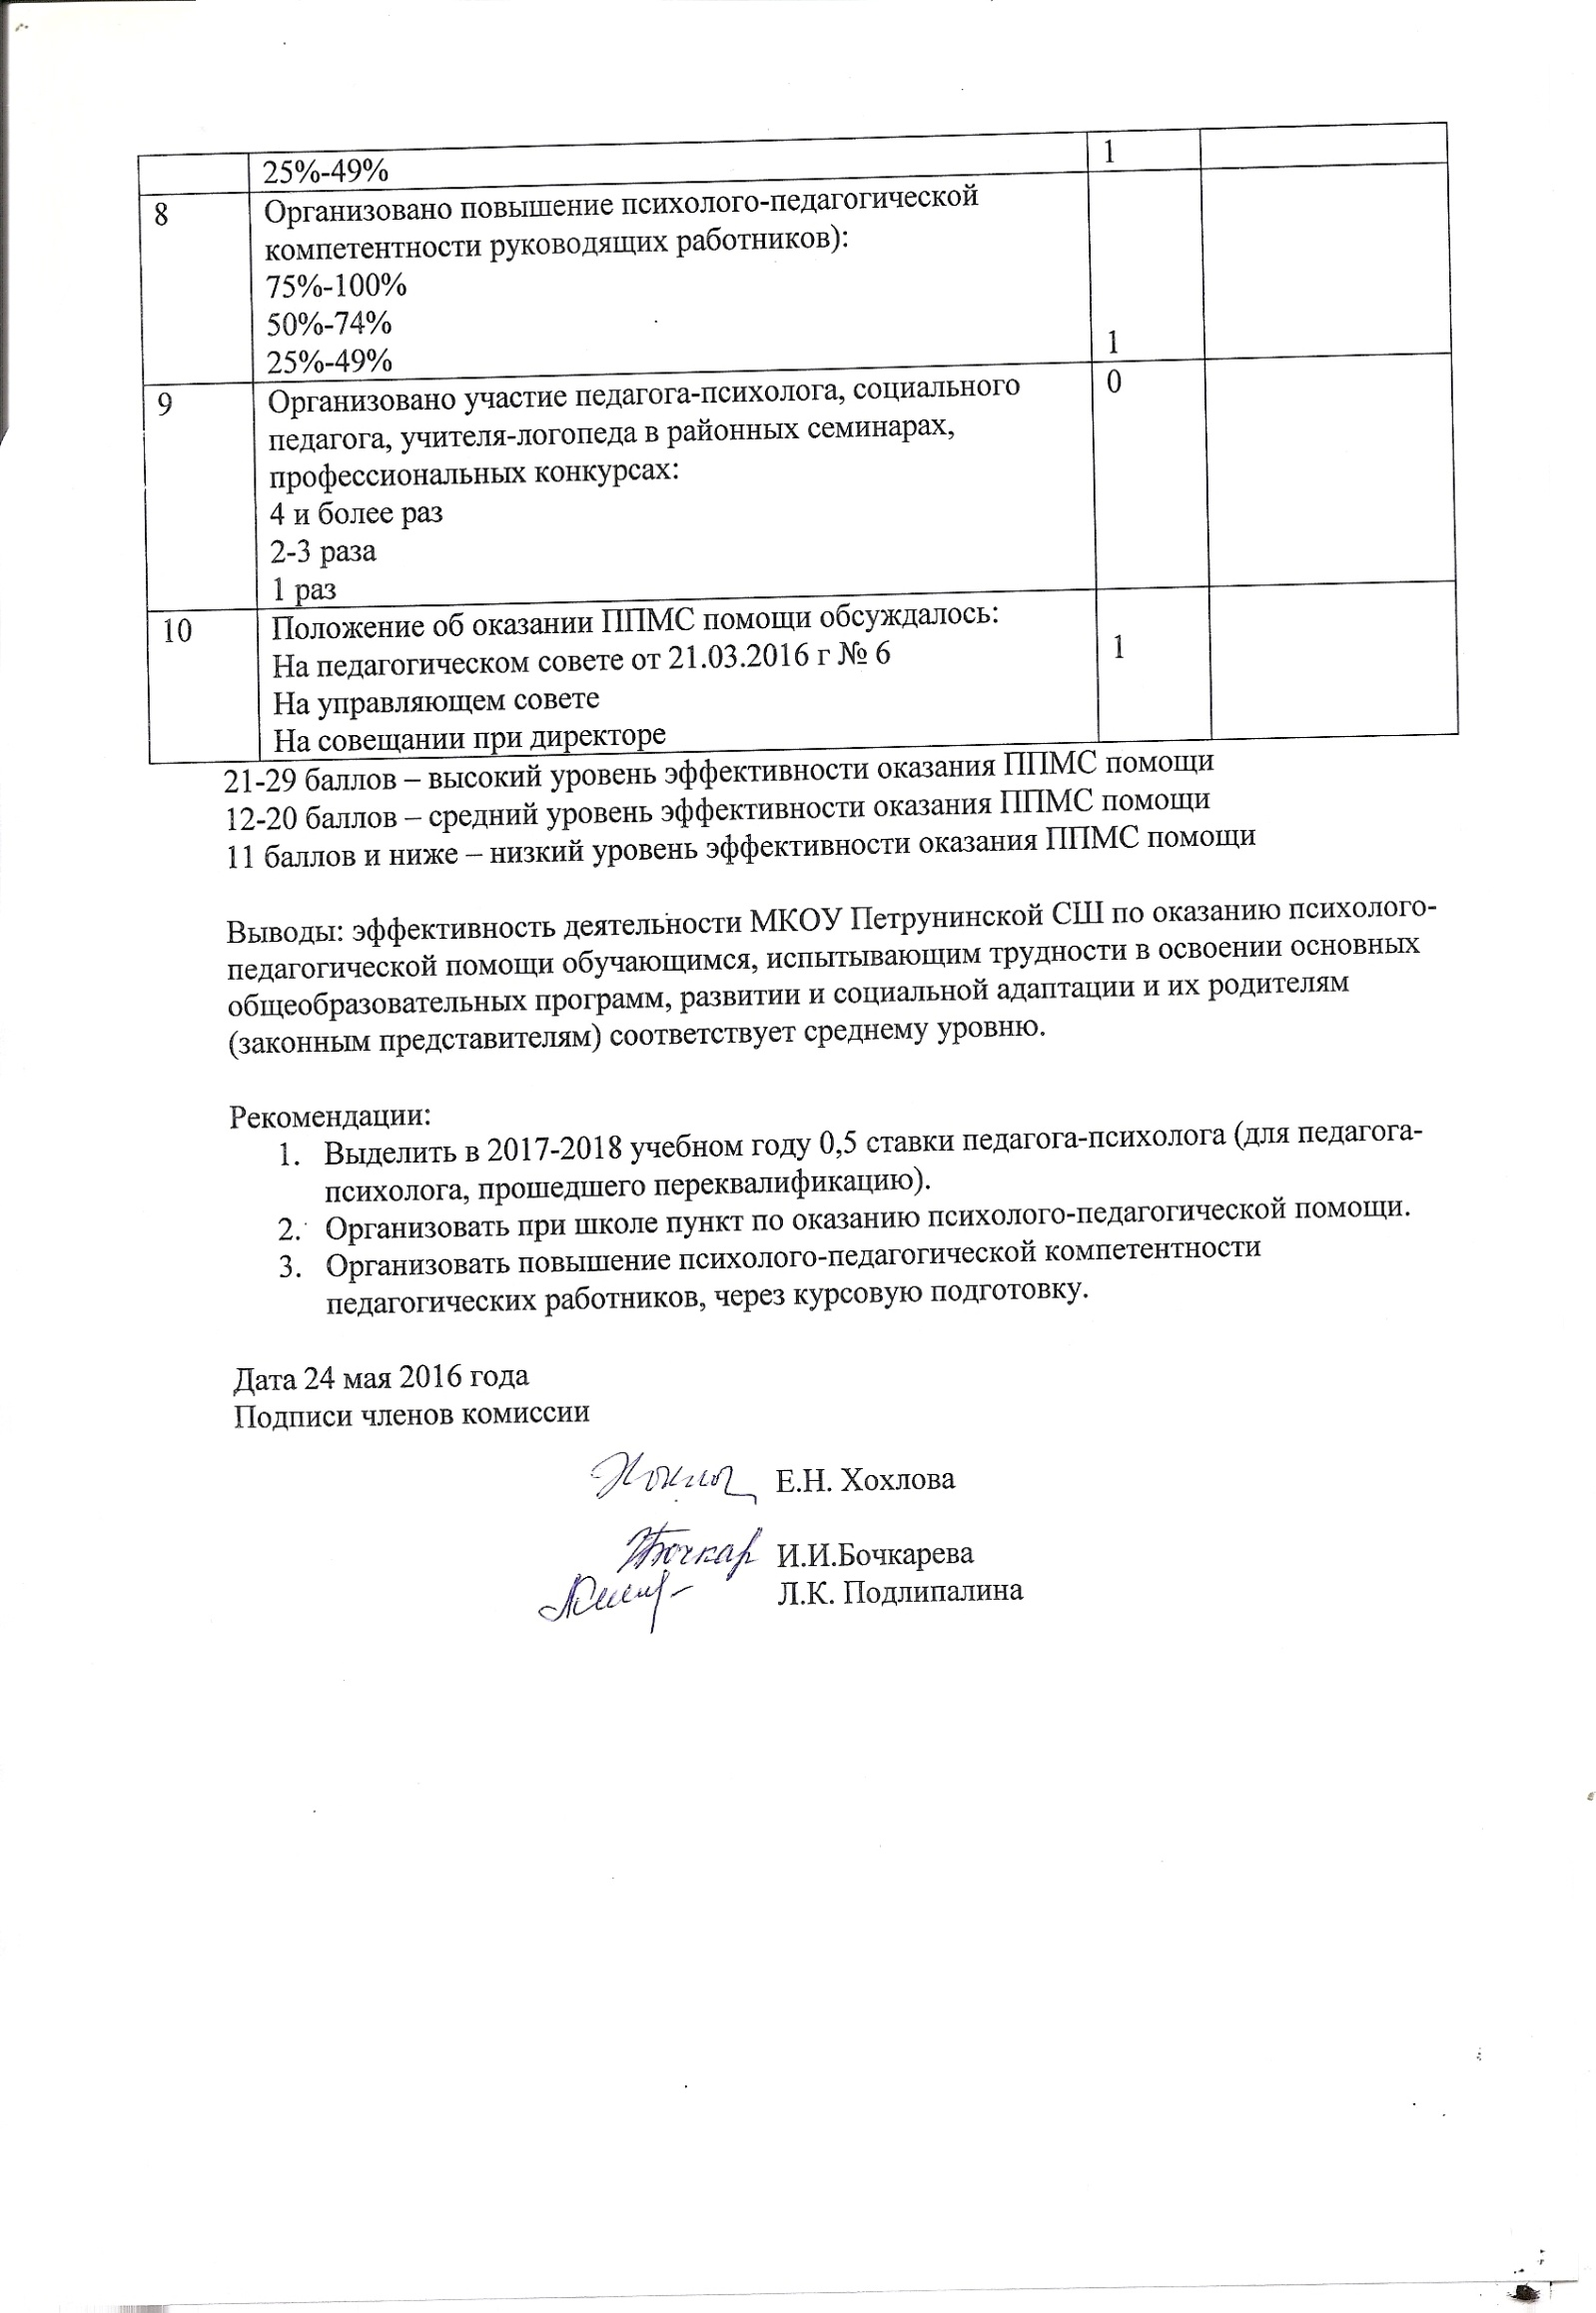 25%-49%
1
8
Организовано повышение психолого-педагогической
компетентности руководящих работников):
75%-100%
50%-74%
25%-49%
1
9
Организовано участие педагога-психолога, социального
0
педагога, учителя-логопеда в районных семинарах,
профессиональных конкурсах:
4 и более раз
2-3 раза
1 раз
10
Положение об оказании ППМС помощи обсуждалось:
На педагогическом совете от 21.03.2016 г № 6
1
На управляющем совете
На совещании при директоре
21-29 баллов – высокий уровень эффективности оказания ППМС помощи
12-20 баллов – средний уровень эффективности оказания ППМС помощи
11 баллов и ниже – низкий уровень эффективности оказания ППМС помощи
Выводы: эффективность деятельности МКОУ Петрунинской СШ по оказанию психолого-
педагогической помощи обучающимся, испытывающим трудности в освоении основных
общеобразовательных программ, развитии и социальной адаптации и их родителям
(законным представителям) соответствует среднему уровню.
Рекомендации:
1. Выделить в 2017-2018 учебном году 0,5 ставки педагога-психолога (для педагога-
психолога, прошедшего переквалификацию).
2. Организовать при школе пункт по оказанию психолого-педагогической помощи.
3. Организовать повышение психолого-педагогической компетентности
педагогических работников, через курсовую подготовку.
Дата 24 мая 2016 года
Подписи членов комиссии
Е.Н. Хохлова
И.И.Бочкарева
Л.К. Подлипалина